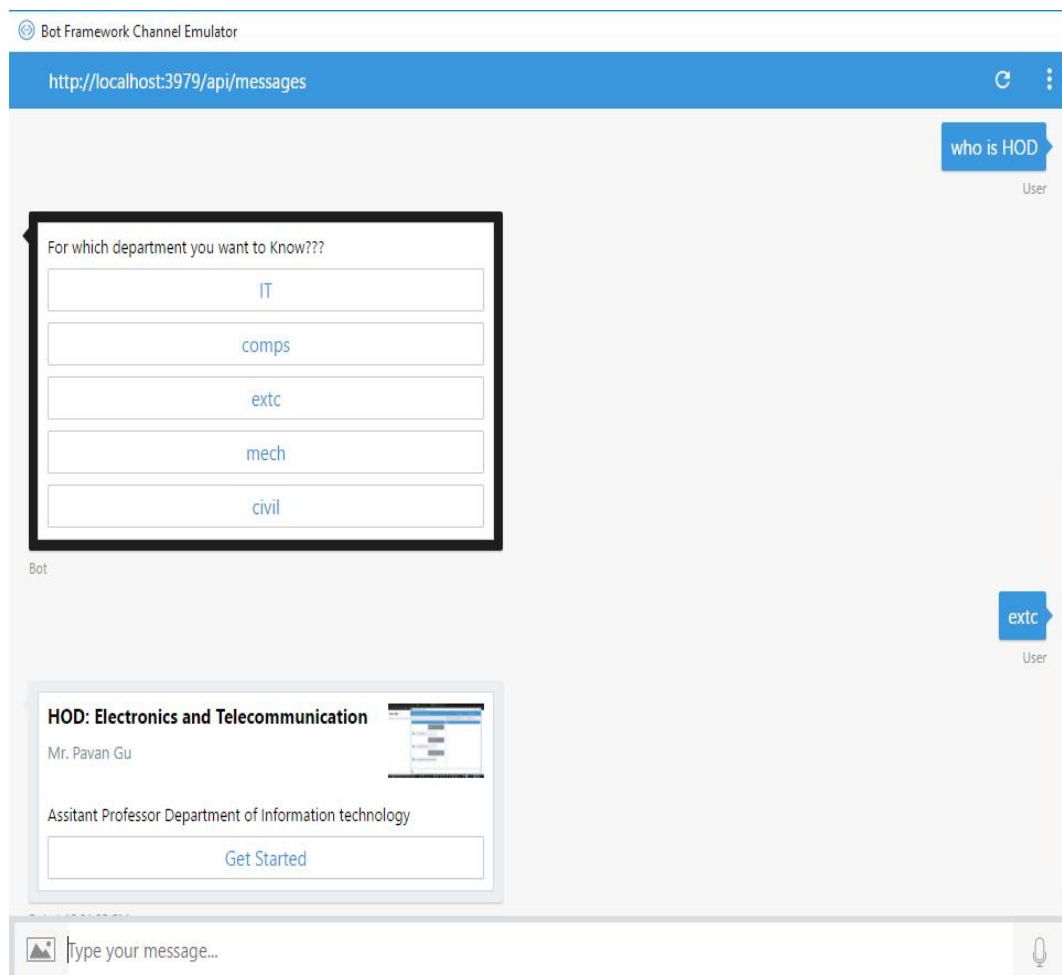 Bot Framework Channel Emulator
http://localhost:3979/api/messages
who is HOD
User
For which department you want to Know???
IT
comps
extc
mech
civil
Bot
extc
User
HOD: Electronics and Telecommunication
Mr. Pavan Gu
Assitant Professor Department of Information technology
Get Started
Type your message...